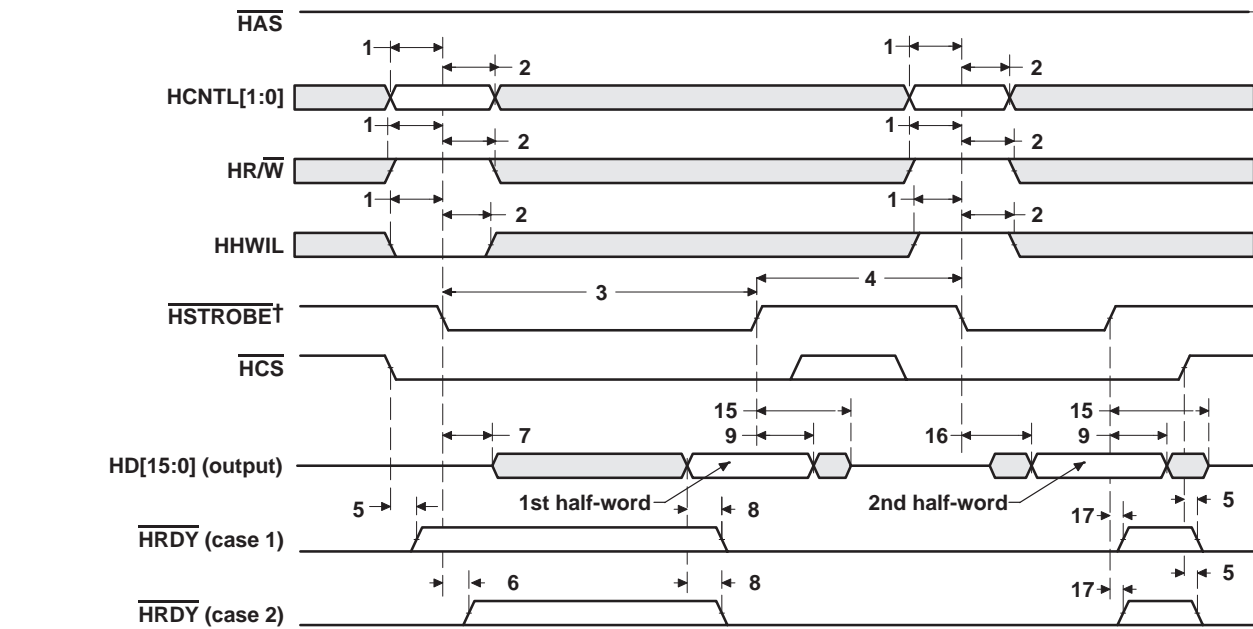 HAS
1 1
2 2
HCNTL[1:0]
1 1
2 2
HR/W
1 1
2 2
HHWIL
3 4
HSTROBE†
HCS
15 15
7 9 16 9
HD[15:0] (output)
1st half-word 2nd half-word
5 8 17 5
HRDY (case 1)
6 8 17 5
HRDY (case 2)